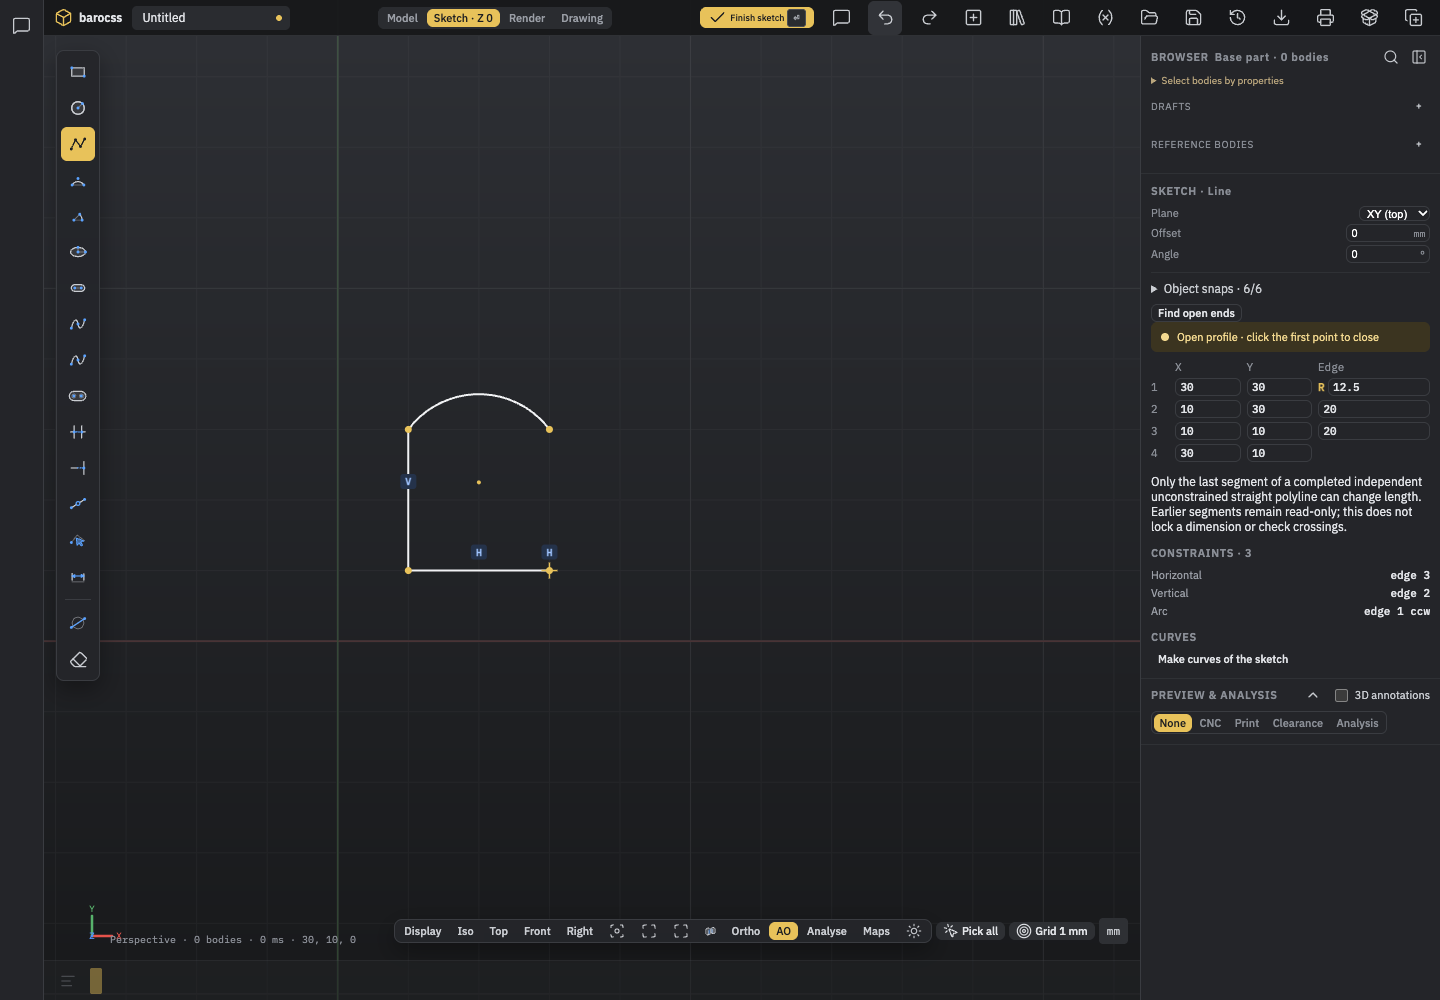 barocss
Untitled
Model
Sketch · Z 0
Render
Drawing
Finish sketch
BROWSER Base part · 0 bodies
Select bodies by properties
DRAFTS
+
REFERENCE BODIES
+
SKETCH · Line
Plane XY (top)
Offset 0 mm
Angle 0 °
Object snaps · 6/6
Find open ends
Open profile · click the first point to close
X Y Edge
1 30 30 R 12.5
2 10 30 20
3 10 10 20
4 30 10
Only the last segment of a completed independent
unconstrained straight polyline can change length.
Earlier segments remain read-only; this does not
lock a dimension or check crossings.
CONSTRAINTS · 3
Horizontal edge 3
Vertical edge 2
Arc edge 1 ccw
CURVES
Make curves of the sketch
PREVIEW & ANALYSIS
3D annotations
None CNC Print Clearance Analysis
V
H H
Y
X
Z
Perspective · 0 bodies · 0 ms · 30, 10, 0
Display Iso Top Front Right Ortho AO Analyse Maps
Pick all
Grid 1 mm
mm